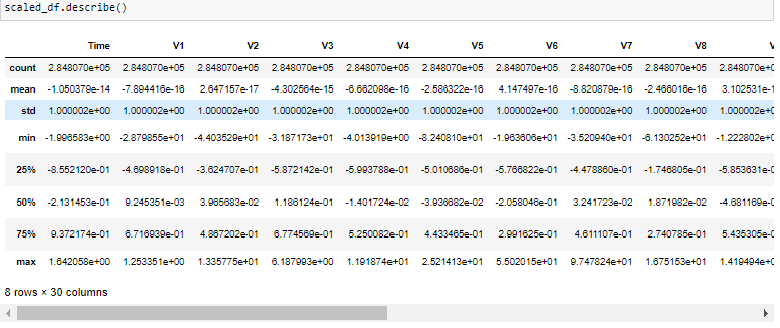 scaled_df.describe()
Time V1 V2 V3 V4 V5 V6 V7 V8
count 2.848070e+05 2.848070e+05 2.848070e+05 2.848070e+05 2.848070e+05 2.848070e+05 2.848070e+05 2.848070e+05 2.848070e+05 2.848070e+0
mean -1.050379e-14 -7.894416e-16 2.647157e-17 -4.302564e-15 -6.662098e-16 -2.586322e-16 4.147497e-16 -8.820879e-16 -2.466016e-16 3.102531e-1
std 1.000002e+00 1.000002e+00 1.000002e+00 1.000002e+00 1.000002e+00 1.000002e+00 1.000002e+00 1.000002e+00 1.000002e+00 1.000002e+0
min -1.996583e+00 -2.879855e+01 -4.403529e+01 -3.187173e+01 -4.013919e+00 -8.240810e+01 -1.963606e+01 -3.520940e+01 -6.130252e+01 -1.222802e+0
25% -8.552120e-01 -4.698918e-01 -3.624707e-01 -5.872142e-01 -5.993788e-01 -5.010686e-01 -5.766822e-01 -4.478860e-01 -1.746805e-01 -5.853631e-0
50% -2.131453e-01 9.245351e-03 3.965683e-02 1.186124e-01 -1.401724e-02 -3.936682e-02 -2.058046e-01 3.241723e-02 1.871982e-02 -4.681169e-0
75% 9.372174e-01 6.716939e-01 4.867202e-01 6.774569e-01 5.250082e-01 4.433465e-01 2.991625e-01 4.611107e-01 2.740785e-01 5.435305e-0
max 1.642058e+00 1.253351e+00 1.335775e+01 6.187993e+00 1.191874e+01 2.521413e+01 5.502015e+01 9.747824e+01 1.675153e+01 1.419494e+0
8 rows × 30 columns